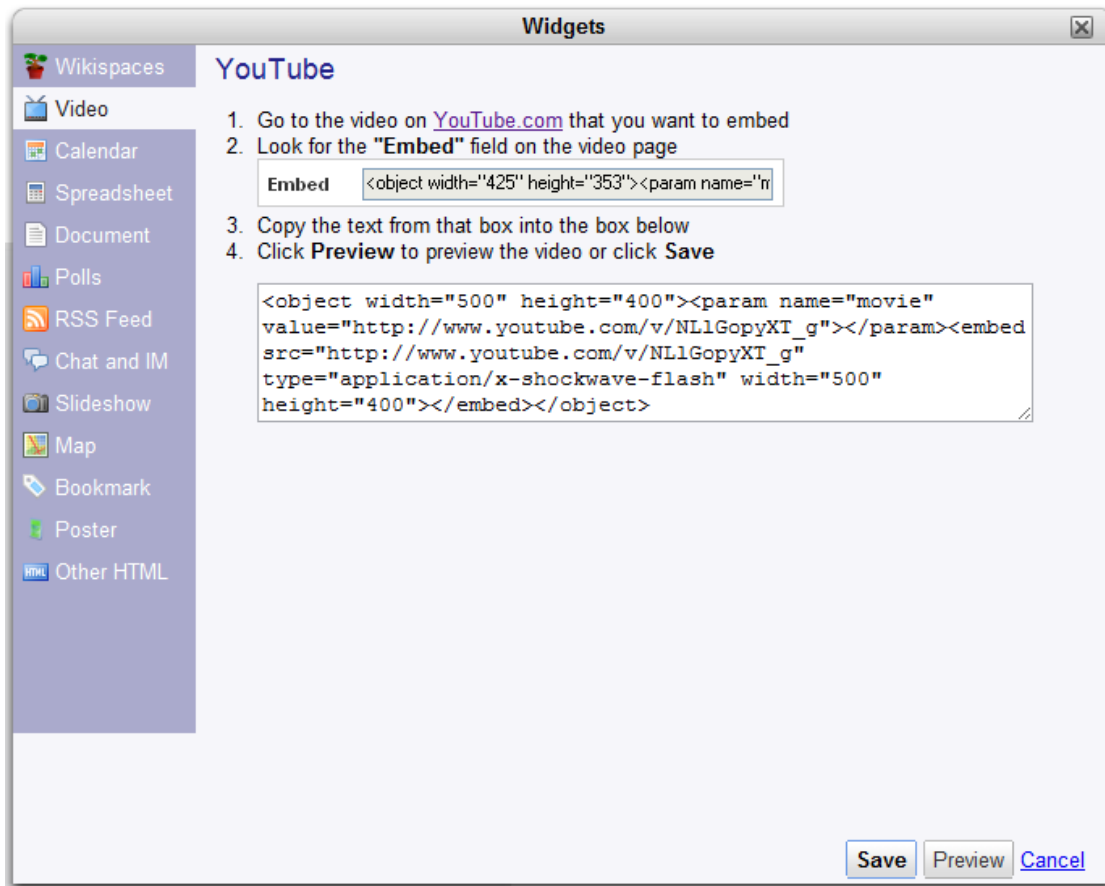 Widgets
Wikispaces
Video
Calendar
Spreadsheet
Document
Polls
RSS Feed
Chat and IM
Slideshow
Map
Bookmark
Poster
HTML Other HTML
YouTube
1. Go to the video on YouTube.com that you want to embed
2. Look for the "Embed" field on the video page
Embed <object width="425" height="353"><param name="m
3. Copy the text from that box into the box below
4. Click Preview to preview the video or click Save
<object width="500" height="400"><param name="movie"
value="http://www.youtube.com/v/NLlGopyXT_g"></param><embed
src="http://www.youtube.com/v/NLlGopyXT_g"
type="application/x-shockwave-flash" width="500"
height="400"></embed></object>
Save Preview Cancel